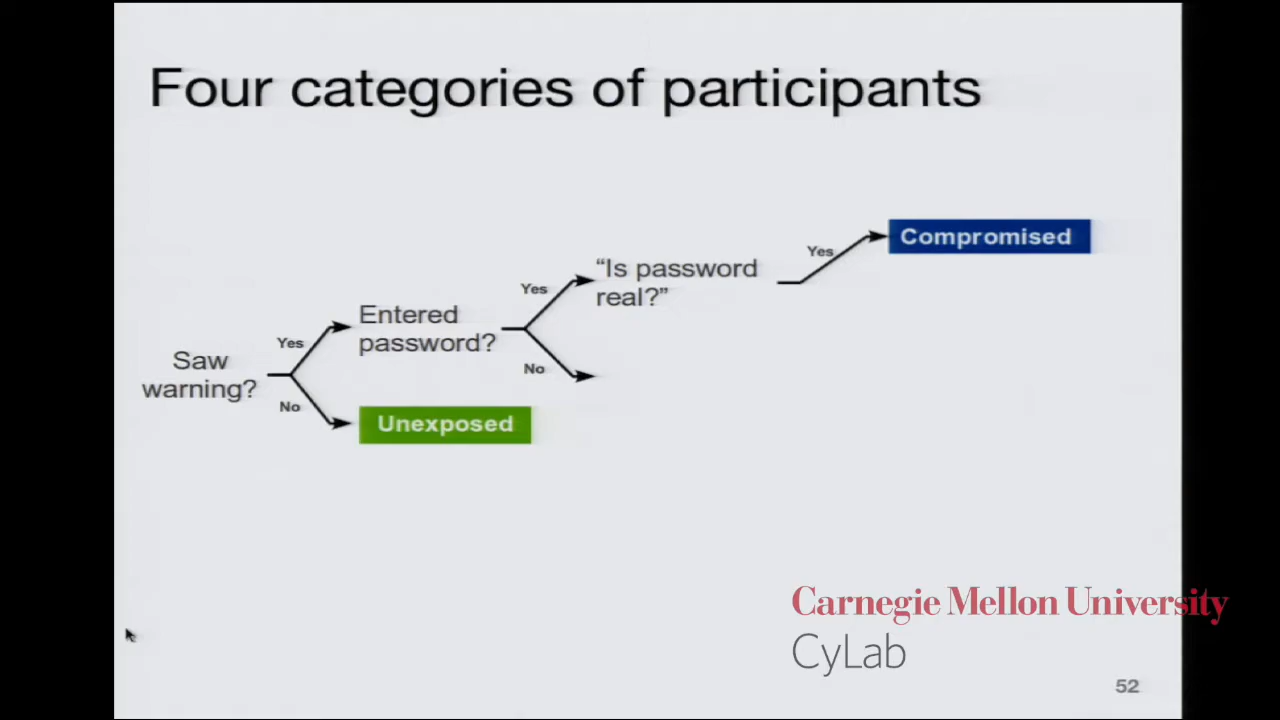 Four categories of participants
Compromised
Yes
“Is password
real?”
Yes
Entered
password?
No
Yes
Saw
warning?
No
Unexposed
Carnegie Mellon University
CyLab
52